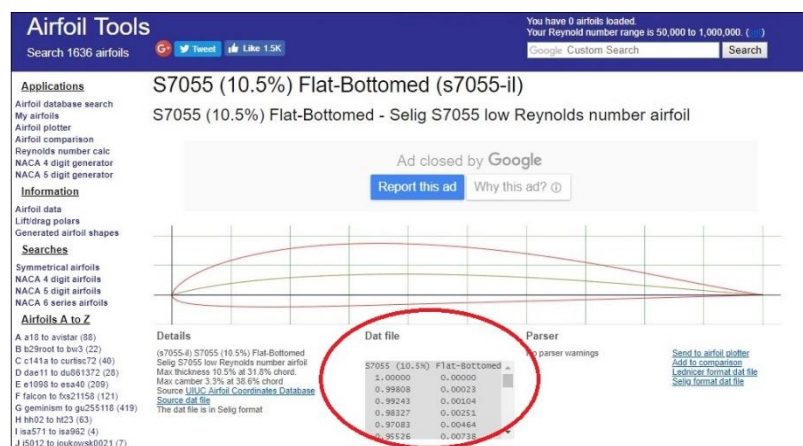 Airfoil Tools
Search 1636 airfoils
G+ Tweet Like 1.5K
You have 0 airfoils loaded.
Your Reynold number range is 50,000 to 1,000,000. (
Google Custom Search Search
Applications
Airfoil database search
My airfoils
Airfoil plotter
Airfoil comparison
Reynolds number calc
NACA 4 digit generator
NACA 5 digit generator
Information
Airfoil data
Lift/drag polars
Generated airfoil shapes
Searches
Symmetrical airfoils
NACA 4 digit airfoils
NACA 5 digit airfoils
NACA 6 series airfoils
Airfoils A to Z
A a18 to avistar (88)
B b29root to bw3 (22)
C c141a to curtisc72 (40)
D dae11 to du861372 (28)
E e1098 to esa40 (209)
F falcon to fxs21158 (121)
G geminism to gu255118 (419)
H hh02 to ht23 (63)
I isa571 to isa962 (4)
J j5012 to joukowsk0021 (7)
S7055 (10.5%) Flat-Bottomed (s7055-il)
S7055 (10.5%) Flat-Bottomed - Selig S7055 low Reynolds number airfoil
Ad closed by Google
Report this ad Why this ad?
Details
(s7055-il) S7055 (10.5%) Flat-Bottomed
Selig S7055 low Reynolds number airfoil
Max thickness 10.5% at 31.8% chord.
Max camber 3.3% at 38.6% chord
Source UIUC Airfoil Coordinates Database
Source dat file
The dat file is in Selig format
Dat file
S7055 (10.5%) Flat-Bottomed
1.00000 0.00000
0.99808 0.00023
0.99243 0.00104
0.98327 0.00251
0.97083 0.00464
0.95526 0.00738
Parser
No parser warnings
Send to airfoil plotter
Add to comparison
Lednicer format dat file
Selig format dat file